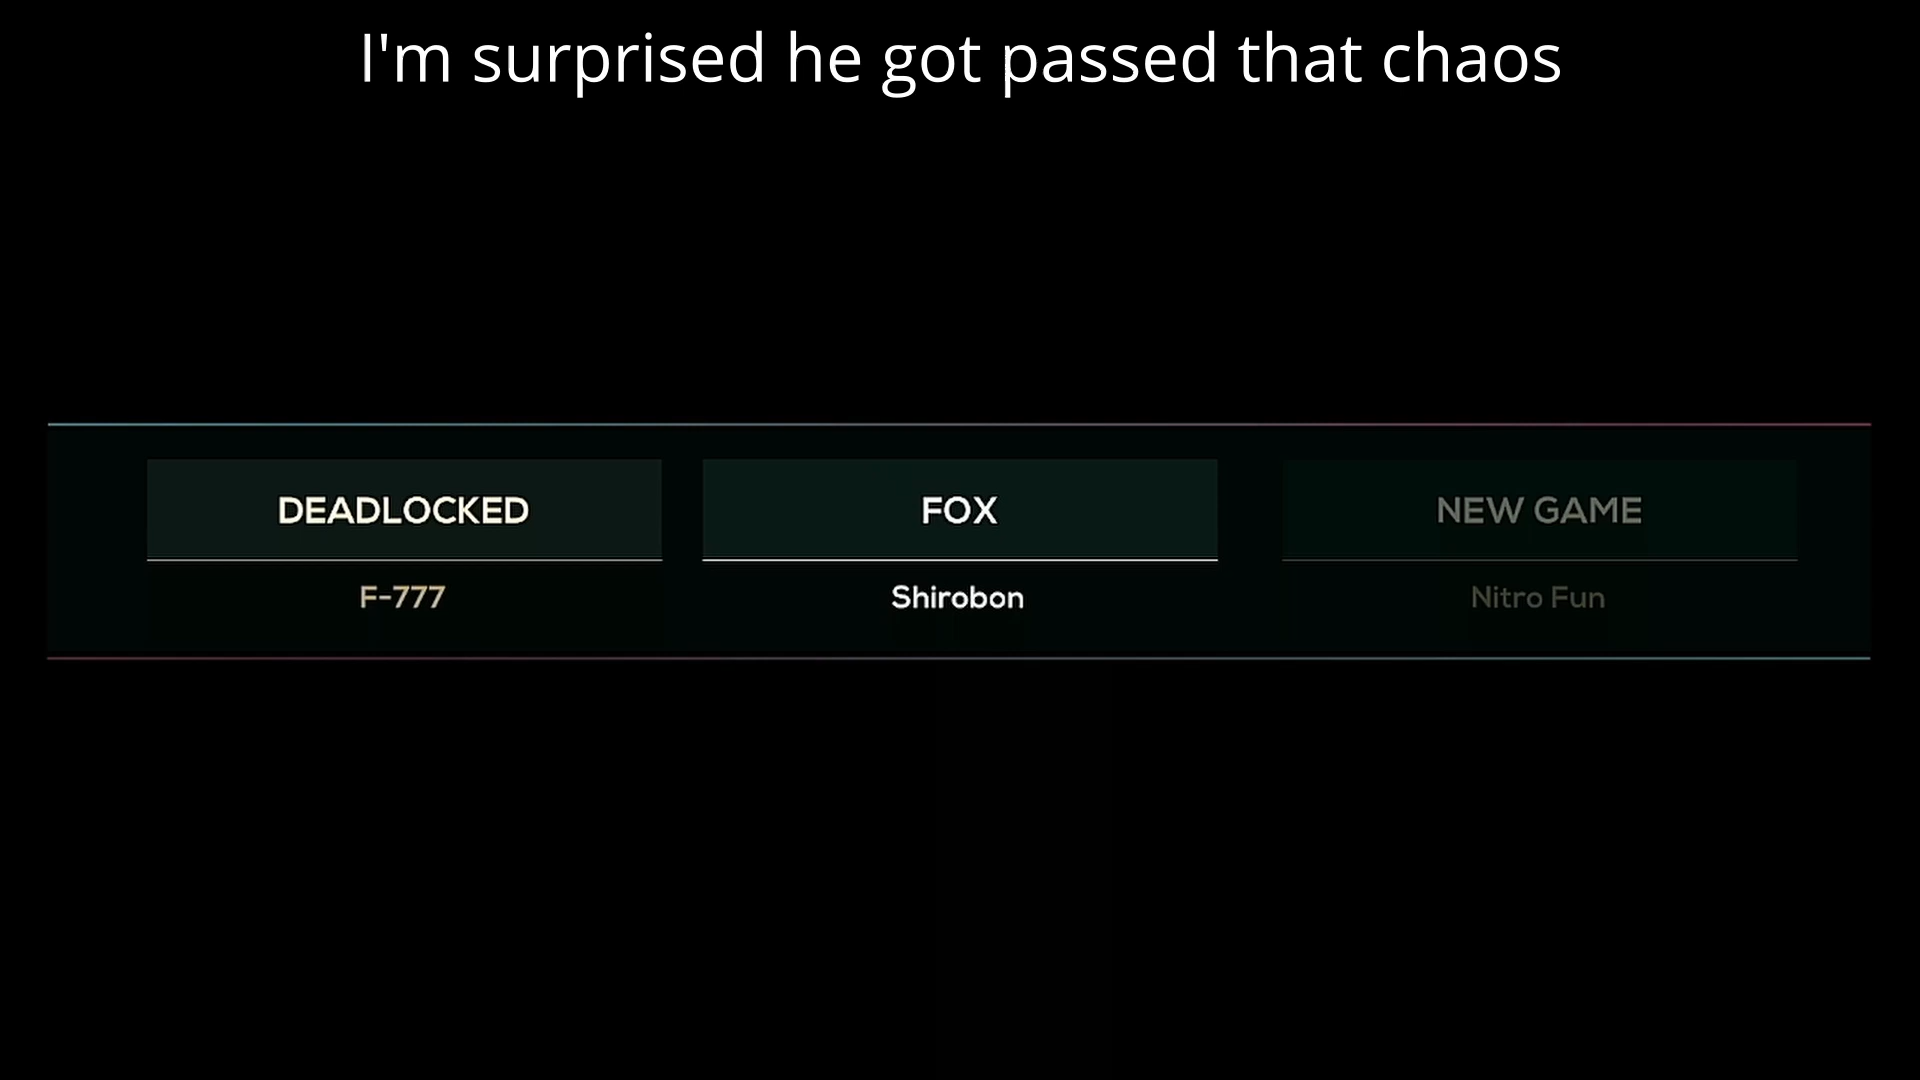 I'm surprised he got passed that chaos
DEADLOCKED
FOX
NEW GAME
F-777
Shirobon
Nitro Fun